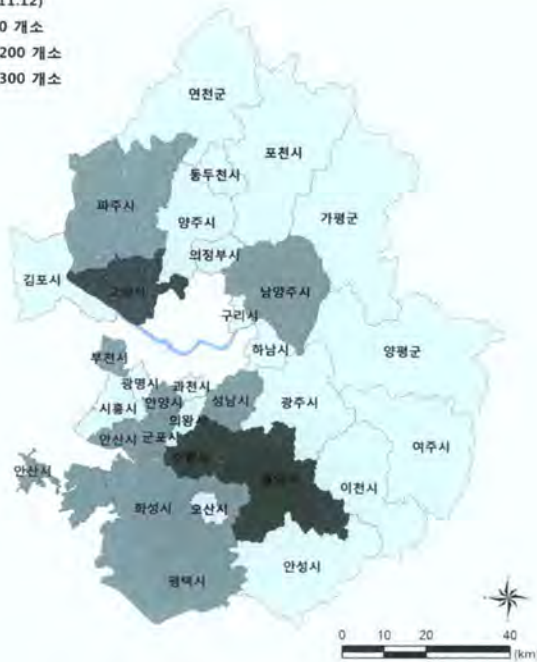 11.12)
0 개소
200 개소
300 개소
연천군
포천시
동두천시
파주시
양주시
가평군
의정부시
김포시
고양시
남양주시
구리시
하남시
양평군
부천시
광명시
과천시
성남시
시흥시
안양시
광주시
의왕시
안산시
군포시
여주시
수원시
안산시
용인시
이천시
화성시
오산시
안성시
평택시
0 10 20 40
(km